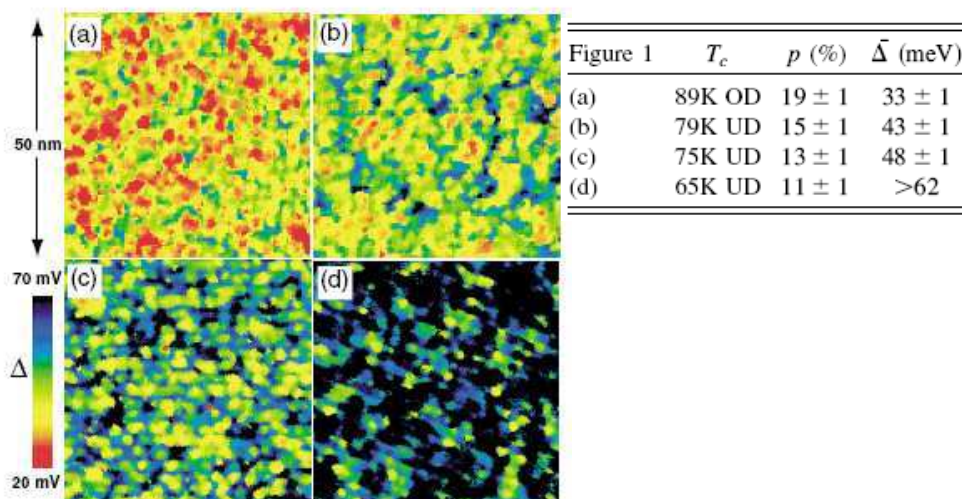 (a)
(b)
50 nm
70 mV
(c)
(d)
Δ
20 mV
Figure 1 T_c p (%) Δ̄ (meV)
(a) 89K OD 19 ± 1 33 ± 1
(b) 79K UD 15 ± 1 43 ± 1
(c) 75K UD 13 ± 1 48 ± 1
(d) 65K UD 11 ± 1 >62